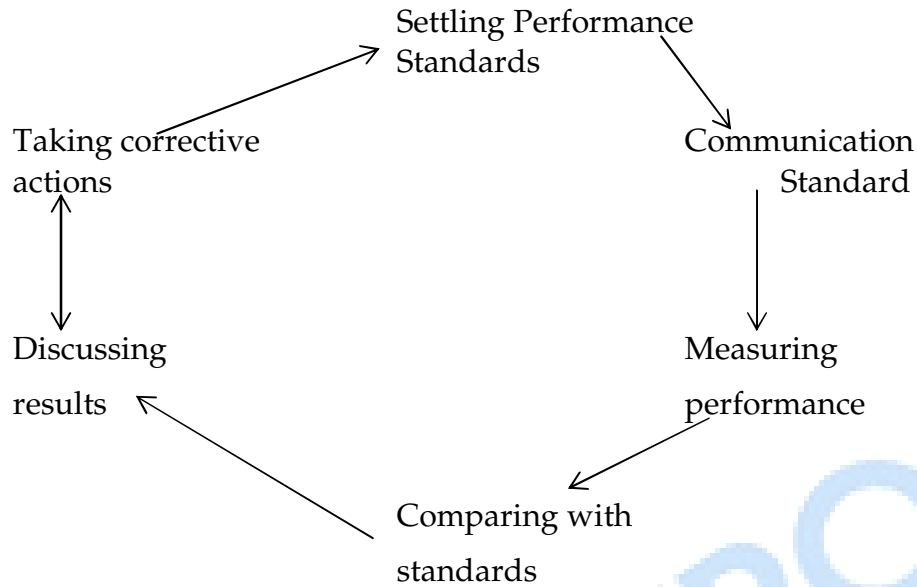 Settling Performance
Standards
Communication
Standard
Measuring
performance
Comparing with
standards
Discussing
results
Taking corrective
actions